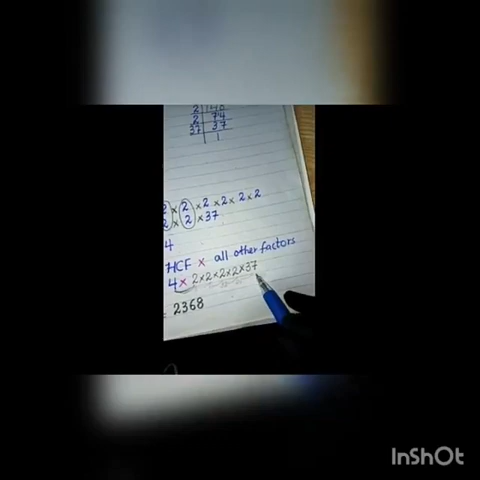 2 148
2 74
37 37
1
2 × 2 × 2 × 2 × 2 × 2
2 × 2 × 37
4
HCF × all other factors
4 × 2×2×2×2×37
= 2368
InShOt